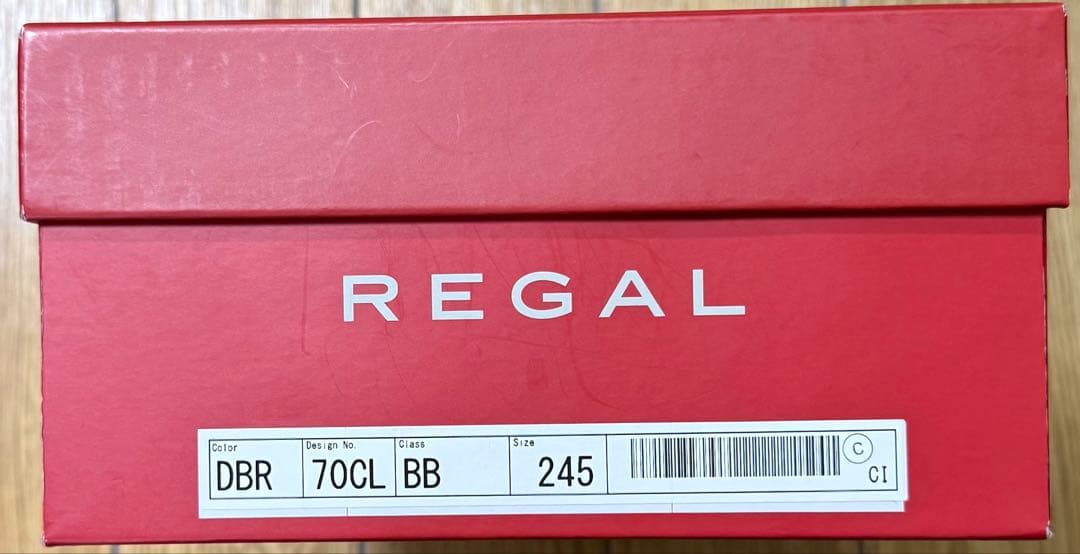 REGAL
Color Design No. Class Size
DBR 70CL BB 245 C
CI